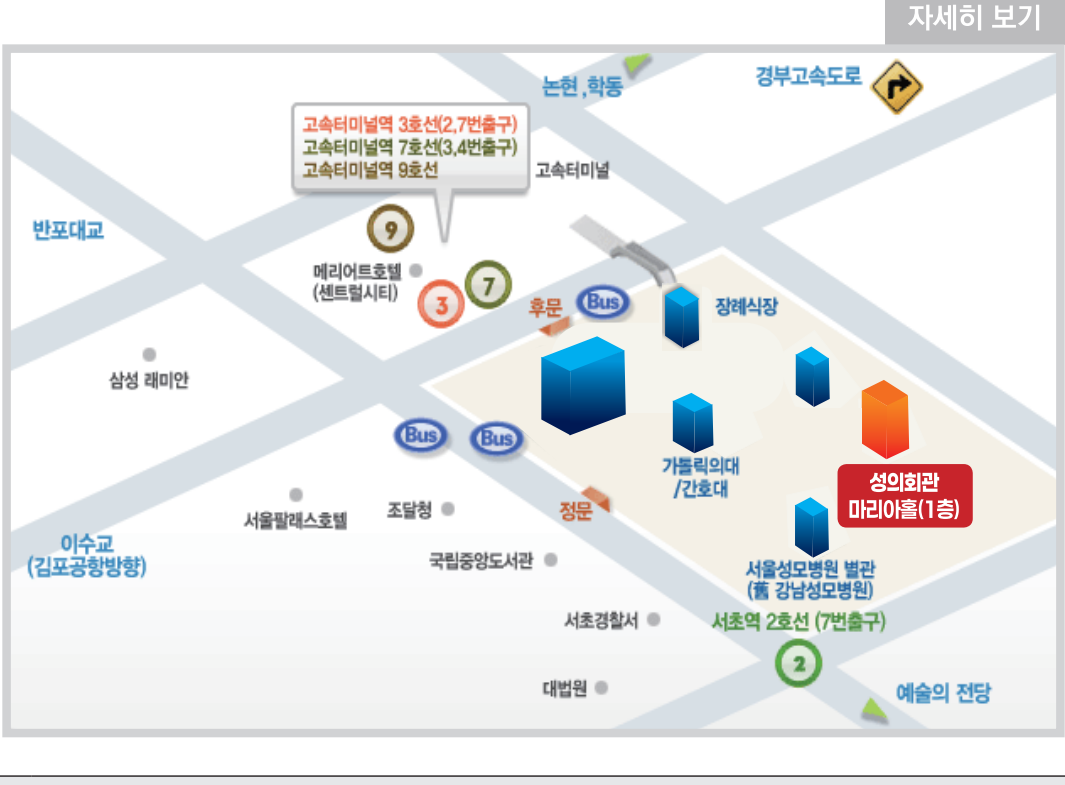 자세히 보기
논현 ,학동
경부고속도로
고속터미널역 3호선(2,7번출구)
고속터미널역 7호선(3,4번출구)
고속터미널역 9호선
고속터미널
반포대교
9
메리어트호텔
(센트럴시티)
7
3
후문
Bus
장례식장
삼성 래미안
Bus
Bus
가톨릭의대
/간호대
성의회관
마리아홀(1층)
서울팔래스호텔
조달청
정문
이수교
(김포공항방향)
국립중앙도서관
서울성모병원 별관
(舊 강남성모병원)
서초경찰서
서초역 2호선 (7번출구)
2
대법원
예술의 전당